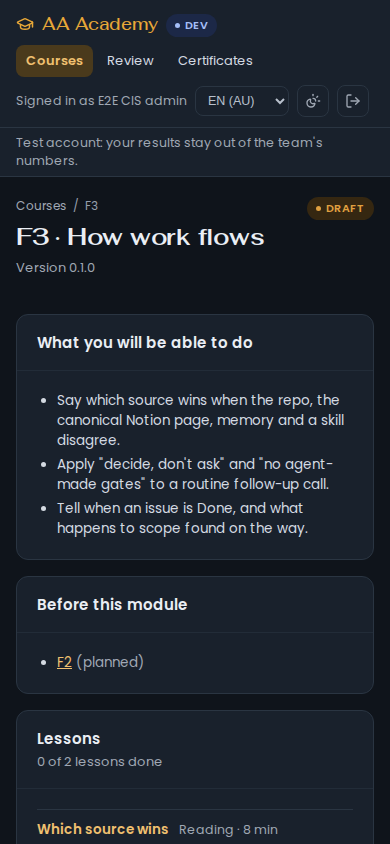 AA Academy
DEV
Courses
Review
Certificates
Signed in as E2E CIS admin
EN (AU)
Test account: your results stay out of the team's
numbers.
Courses / F3
DRAFT
F3 · How work flows
Version 0.1.0
What you will be able to do
Say which source wins when the repo, the
canonical Notion page, memory and a skill
disagree.
Apply "decide, don't ask" and "no agent-
made gates" to a routine follow-up call.
Tell when an issue is Done, and what
happens to scope found on the way.
Before this module
F2 (planned)
Lessons
0 of 2 lessons done
Which source wins Reading · 8 min